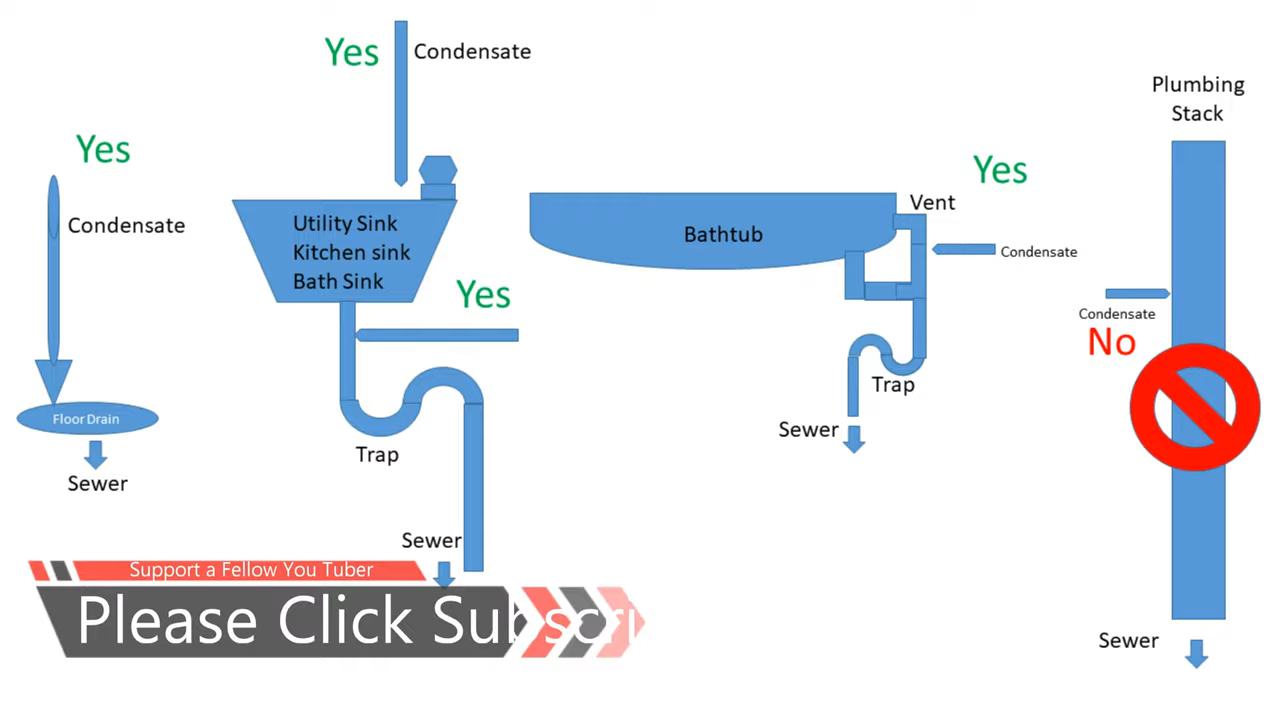 Yes
Condensate
Yes
Condensate
Floor Drain
Sewer
Utility Sink
Kitchen sink
Bath Sink
Yes
Trap
Sewer
Bathtub
Vent
Yes
Condensate
Trap
Sewer
Plumbing
Stack
Condensate
No
Sewer
Support a Fellow You Tuber
Please Click Subscri